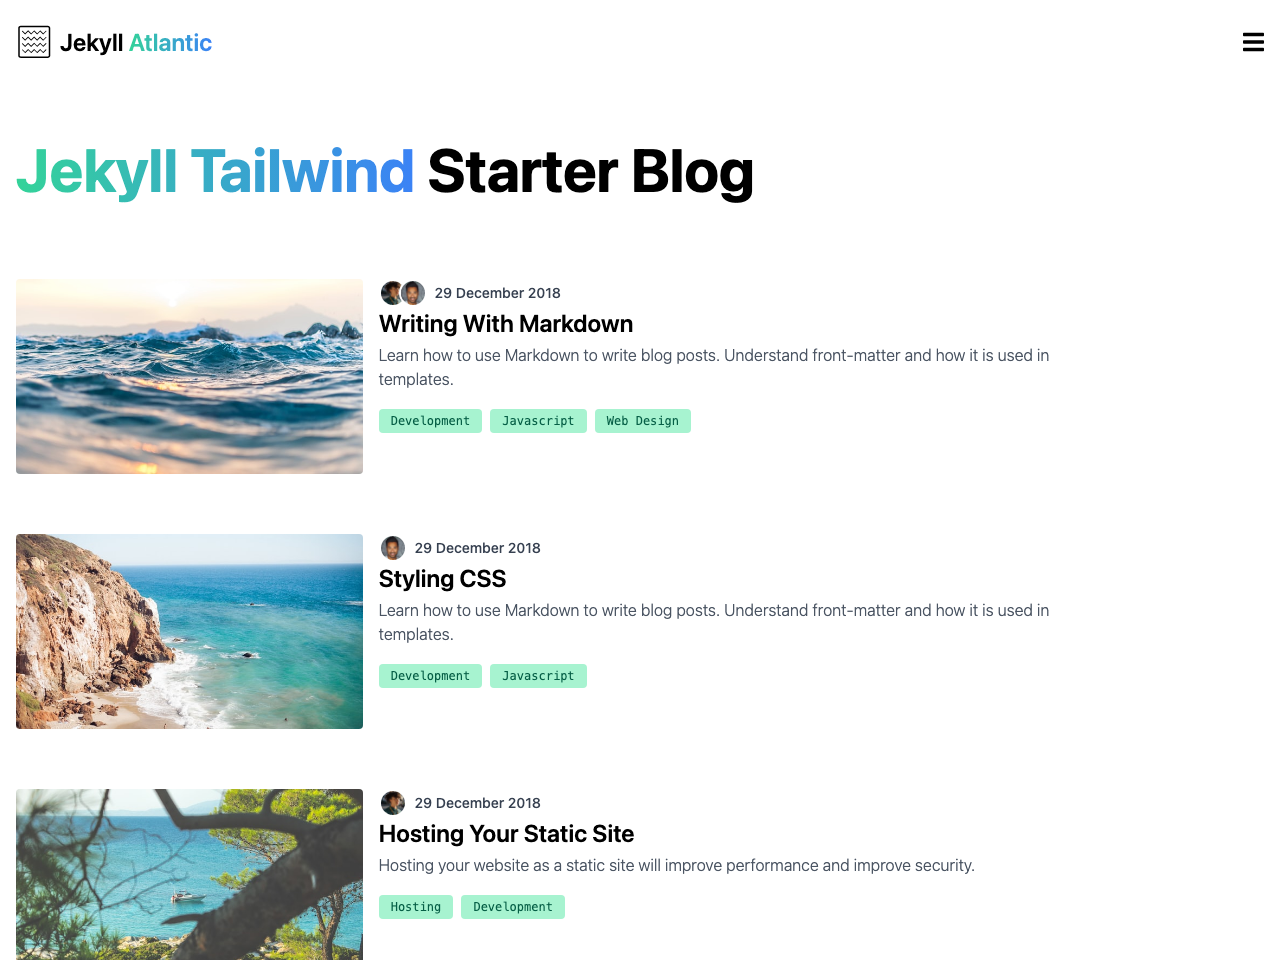 Jekyll Atlantic
Jekyll Tailwind Starter Blog
29 December 2018
Writing With Markdown
Learn how to use Markdown to write blog posts. Understand front-matter and how it is used in
templates.
Development Javascript Web Design
29 December 2018
Styling CSS
Learn how to use Markdown to write blog posts. Understand front-matter and how it is used in
templates.
Development Javascript
29 December 2018
Hosting Your Static Site
Hosting your website as a static site will improve performance and improve security.
Hosting Development